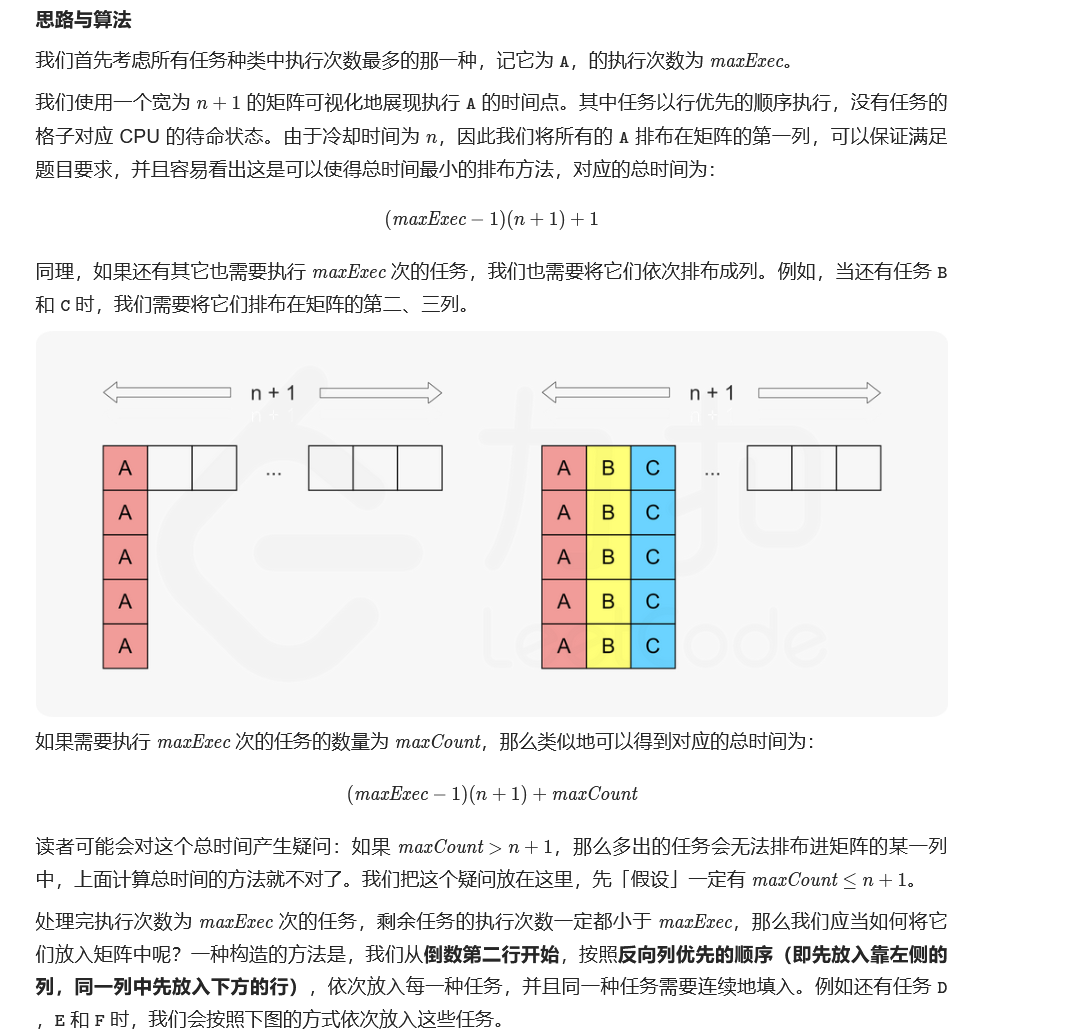 思路与算法
我们首先考虑所有任务种类中执行次数最多的那一种，记它为 A，的执行次数为 maxExec。
我们使用一个宽为 n + 1 的矩阵可视化地展现执行 A 的时间点。其中任务以行优先的顺序执行，没有任务的
格子对应 CPU 的待命状态。由于冷却时间为 n，因此我们将所有的 A 排布在矩阵的第一列，可以保证满足
题目要求，并且容易看出这是可以使得总时间最小的排布方法，对应的总时间为：
(maxExec − 1)(n + 1) + 1
同理，如果还有其它也需要执行 maxExec 次的任务，我们也需要将它们依次排布成列。例如，当还有任务 B
和 C 时，我们需要将它们排布在矩阵的第二、三列。
n + 1
n + 1
A ...
A
A
A
A
A B C ...
A B C
A B C
A B C
A B C
力扣
LeetCode
如果需要执行 maxExec 次的任务的数量为 maxCount，那么类似地可以得到对应的总时间为：
(maxExec − 1)(n + 1) + maxCount
读者可能会对这个总时间产生疑问：如果 maxCount > n + 1，那么多出的任务会无法排布进矩阵的某一列
中，上面计算总时间的方法就不对了。我们把这个疑问放在这里，先「假设」一定有 maxCount ≤ n + 1。
处理完执行次数为 maxExec 次的任务，剩余任务的执行次数一定都小于 maxExec，那么我们应当如何将它
们放入矩阵中呢？一种构造的方法是，我们从倒数第二行开始，按照反向列优先的顺序（即先放入靠左侧的
列，同一列中先放入下方的行），依次放入每一种任务，并且同一种任务需要连续地填入。例如还有任务 D
，E 和 F 时，我们会按照下图的方式依次放入这些任务。